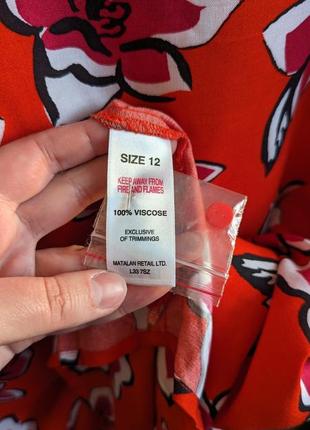 SIZE 12
KEEP AWAY FROM
FIRE AND FLAMES
100% VISCOSE
EXCLUSIVE
OF TRIMMINGS
MATALAN RETAIL LTD.
L33 7SZ